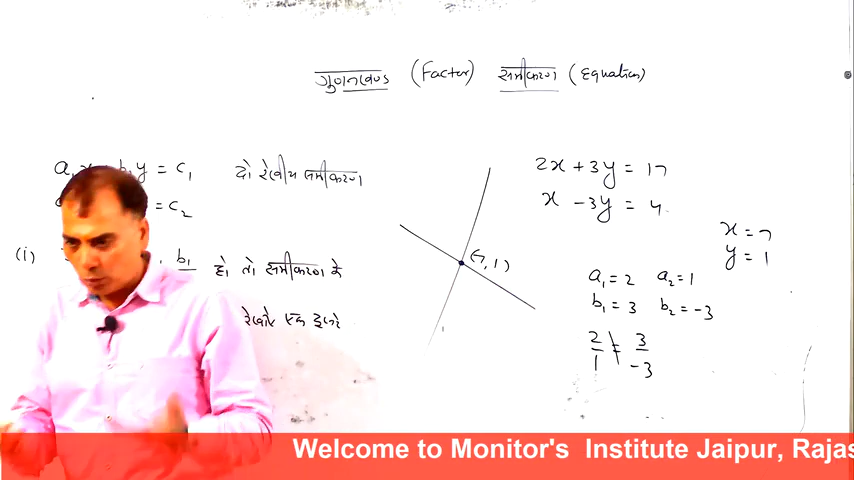 गुणनखण्ड (Factor) समीकरण (Equation)
y = c₁ दो रेखीय समीकरण
= c₂
(i) b₁ हो तो समीकरण के
एक दूसरे
(7, 1)
2x + 3y = 17
x - 3y = 4
x = 7
y = 1
a₁ = 2 a₂ = 1
b₁ = 3 b₂ = -3
2/1 ≠ 3/-3
Welcome to Monitor's Institute Jaipur, Rajas